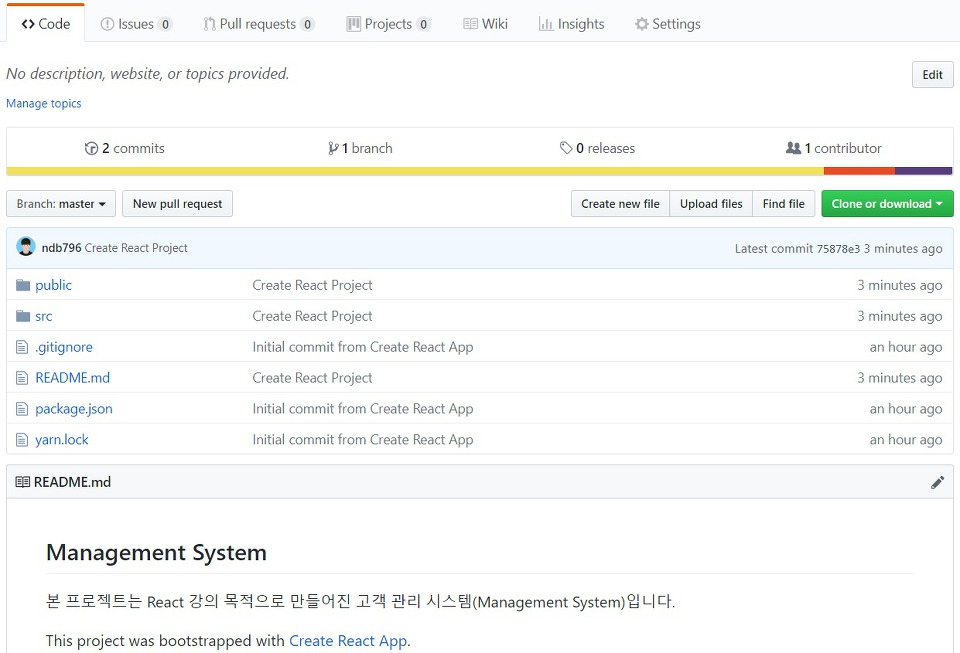 Code Issues 0 Pull requests 0 Projects 0 Wiki Insights Settings
No description, website, or topics provided. Edit
Manage topics
2 commits 1 branch 0 releases 1 contributor
Branch: master New pull request Create new file Upload files Find file Clone or download
ndb796 Create React Project Latest commit 75878e3 3 minutes ago
public Create React Project 3 minutes ago
src Create React Project 3 minutes ago
.gitignore Initial commit from Create React App an hour ago
README.md Create React Project 3 minutes ago
package.json Initial commit from Create React App an hour ago
yarn.lock Initial commit from Create React App an hour ago
README.md
Management System
본 프로젝트는 React 강의 목적으로 만들어진 고객 관리 시스템(Management System)입니다.
This project was bootstrapped with Create React App.